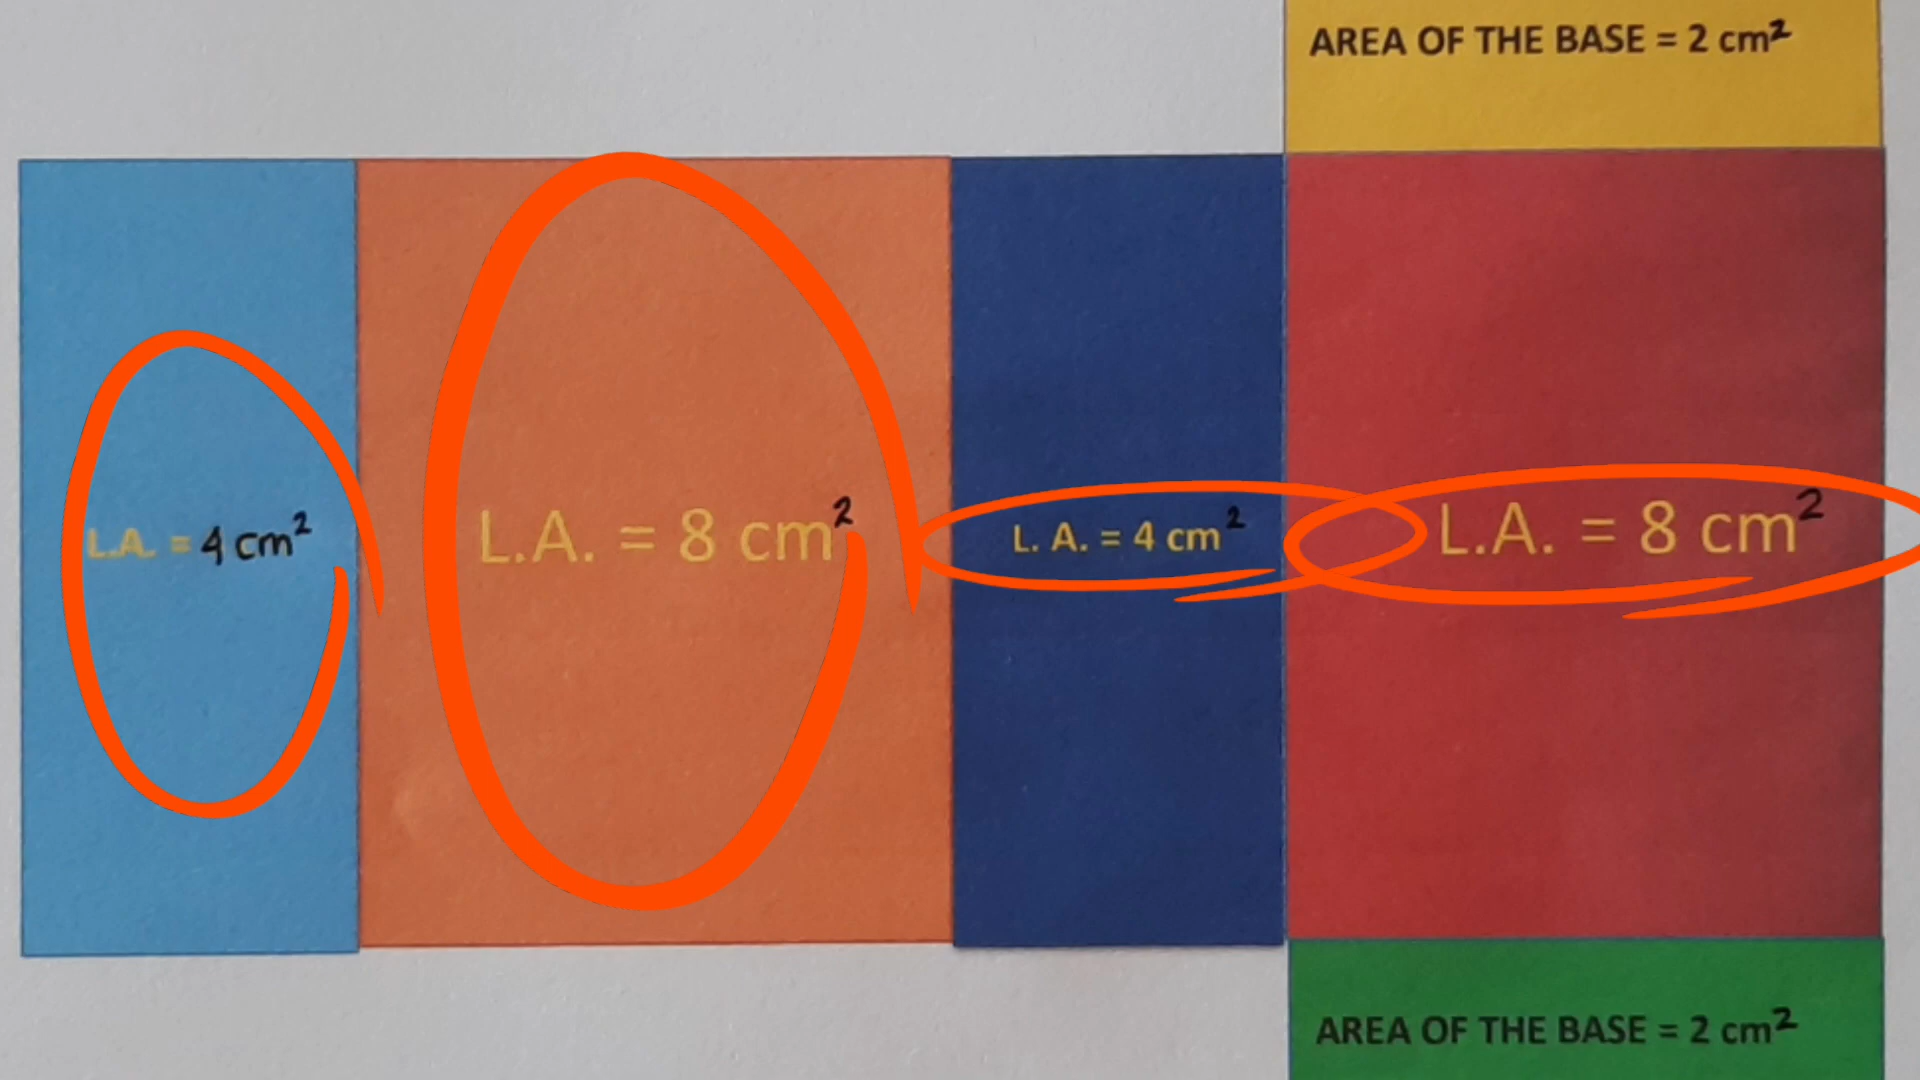 AREA OF THE BASE = 2 cm²
L.A. = 4 cm²
L.A. = 8 cm²
L. A. = 4 cm²
L.A. = 8 cm²
AREA OF THE BASE = 2 cm²